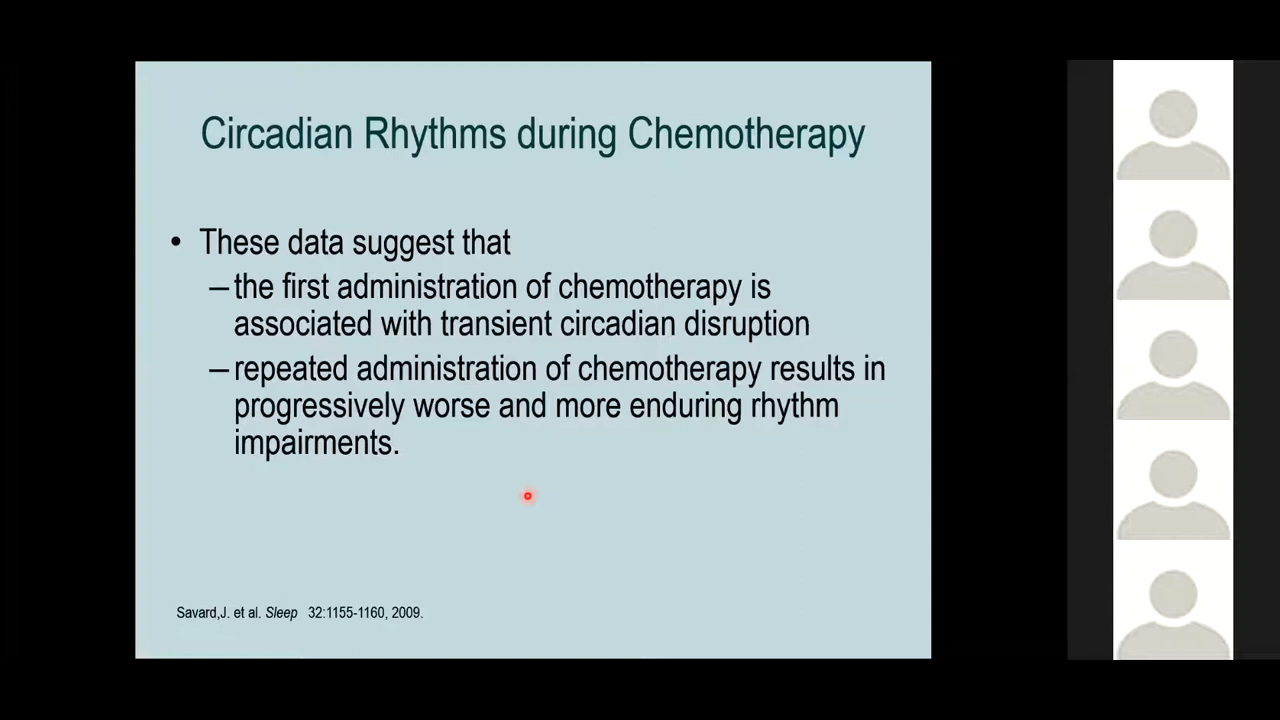 Circadian Rhythms during Chemotherapy
• These data suggest that
– the first administration of chemotherapy is
associated with transient circadian disruption
– repeated administration of chemotherapy results in
progressively worse and more enduring rhythm
impairments.
Savard,J. et al. Sleep 32:1155-1160, 2009.